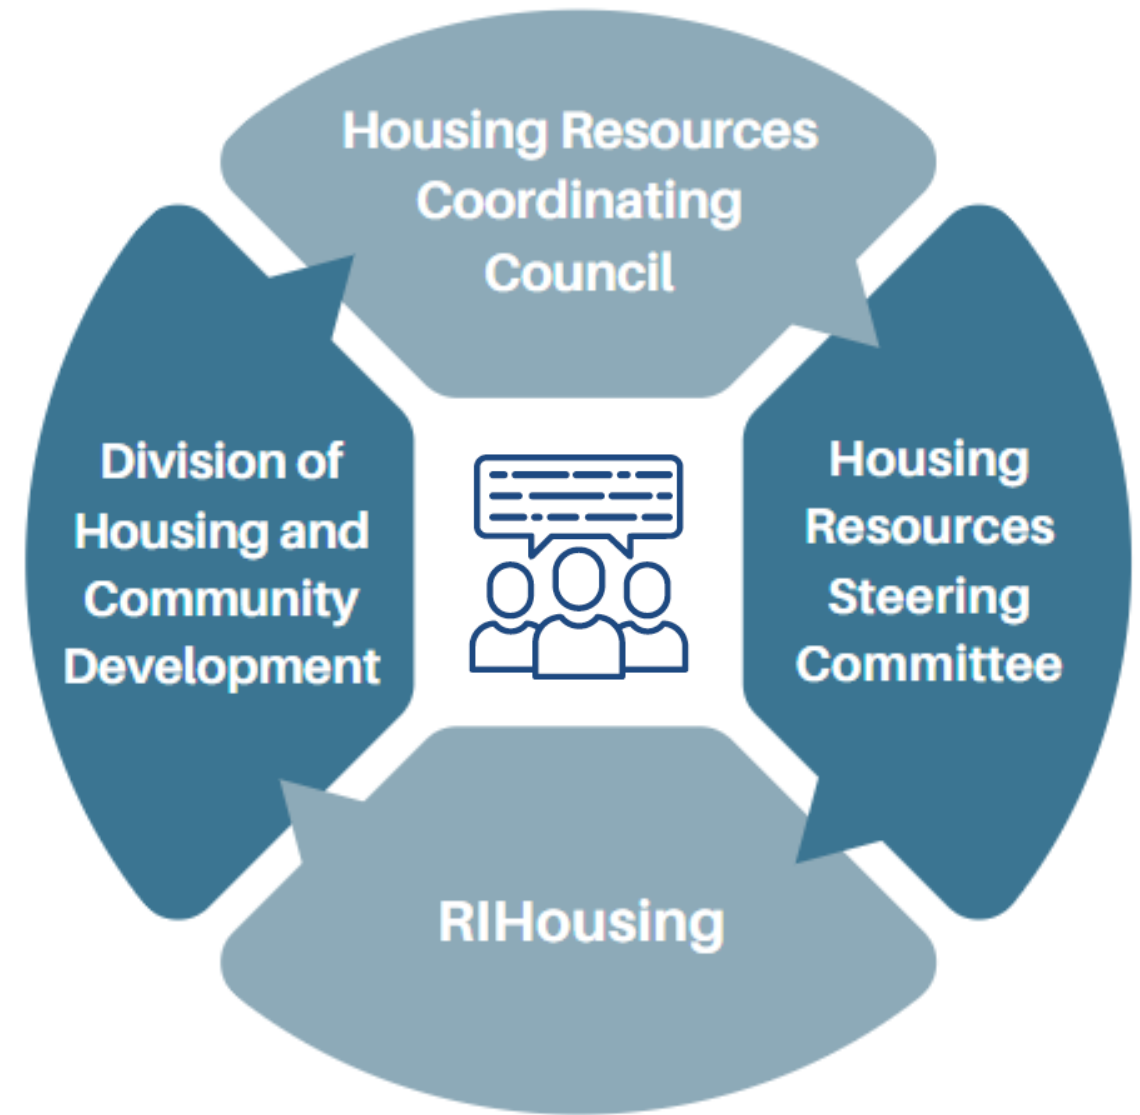 Housing Resources
Coordinating
Council
Division of
Housing and
Community
Development
Housing
Resources
Steering
Committee
RIHousing